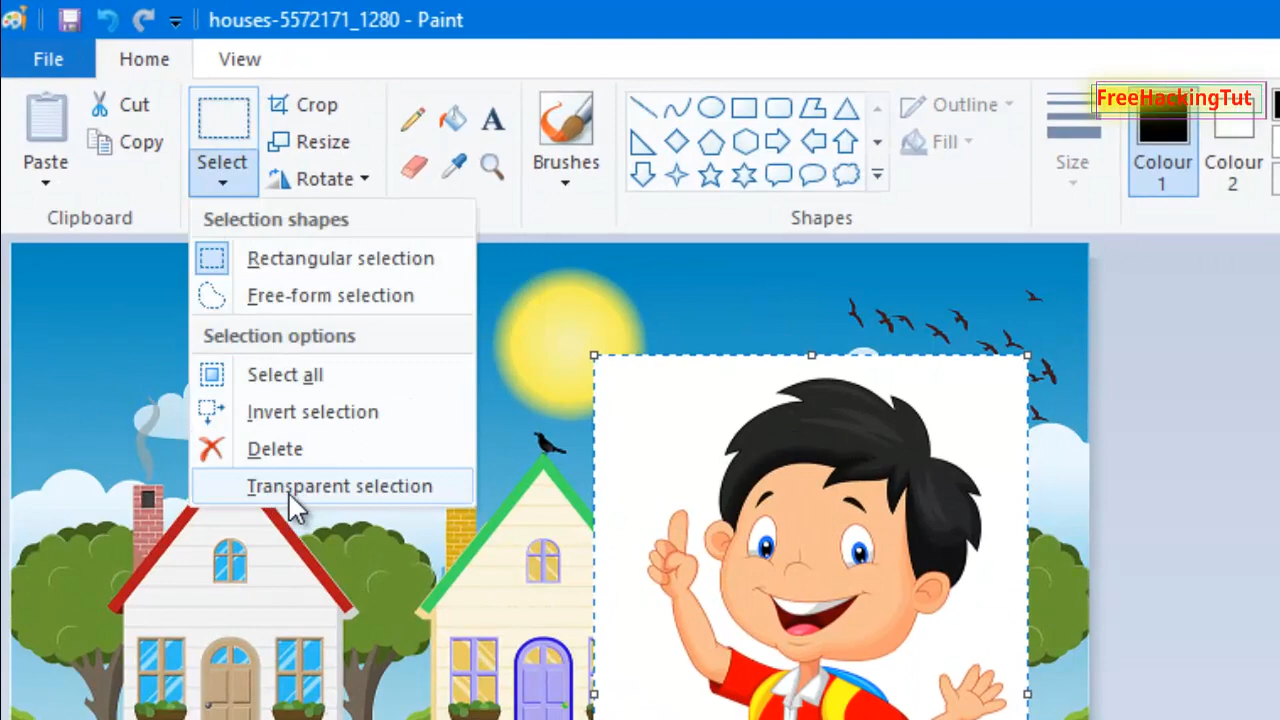 houses-5572171_1280 - Paint
File Home View
FreeHackingTut
Paste
Cut
Copy
Clipboard
Select
Crop
Resize
Rotate
A
Brushes
Outline
Fill
Shapes
Size
Colour 1
Colour 2
Selection shapes
Rectangular selection
Free-form selection
Selection options
Select all
Invert selection
Delete
Transparent selection